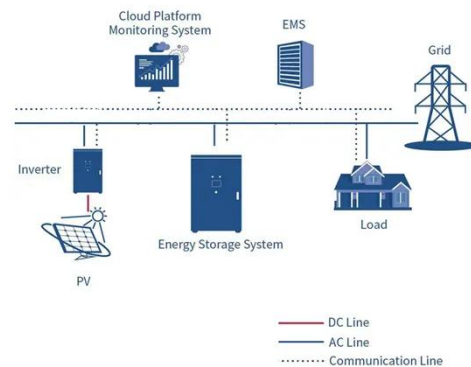 Cloud Platform
Monitoring System
EMS
Grid
Inverter
Energy Storage System
Load
PV
DC Line
AC Line
Communication Line